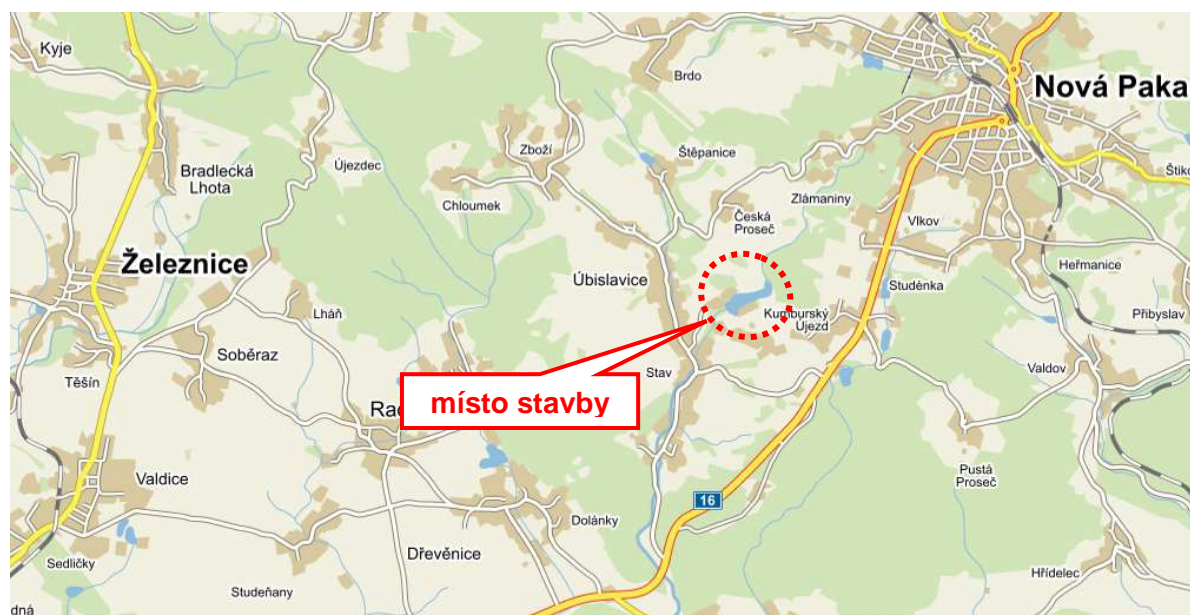 Kyje
Brdo
Nová Paka
Zboží
Štěpanice
Štiko
Újezdec
Bradlecká
Lhota
Chloumek
Zlámaniny
Česká
Proseč
Vlkov
Železnice
Úbislavice
Heřmanice
Studénka
Lháň
Kumburský
Újezd
Přibyslav
Soběraz
Těšín
Stav
Valdov
místo stavby
Rad
Valdice
Pustá
Proseč
16
Dolánky
Dřevěnice
Sedličky
Hřídelec
Studeňany
dná